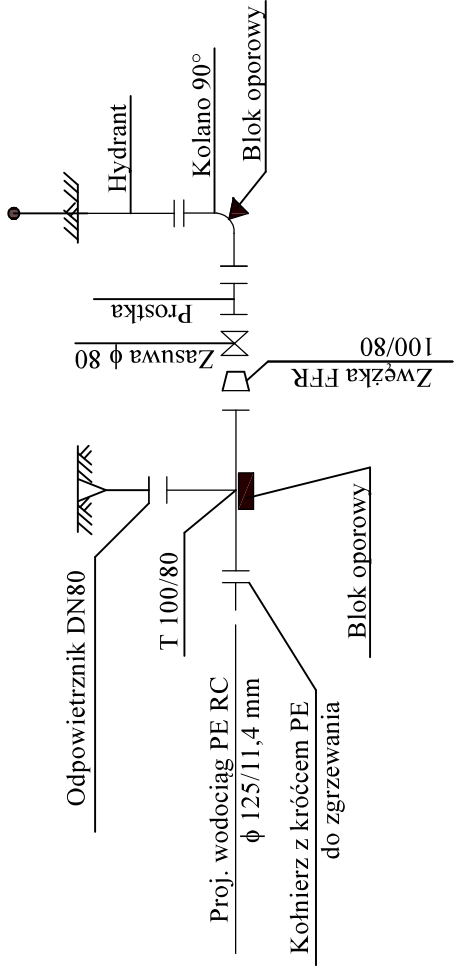 Hydrant
Kolano 90°
Blok oporowy
Prostka
Zasuwa ϕ 80
Zwężka FFR
100/80
Odpowietrznik DN80
T 100/80
Blok oporowy
Proj. wodociąg PE RC
ϕ 125/11,4 mm
Kołnierz z króćcem PE
do zgrzewania